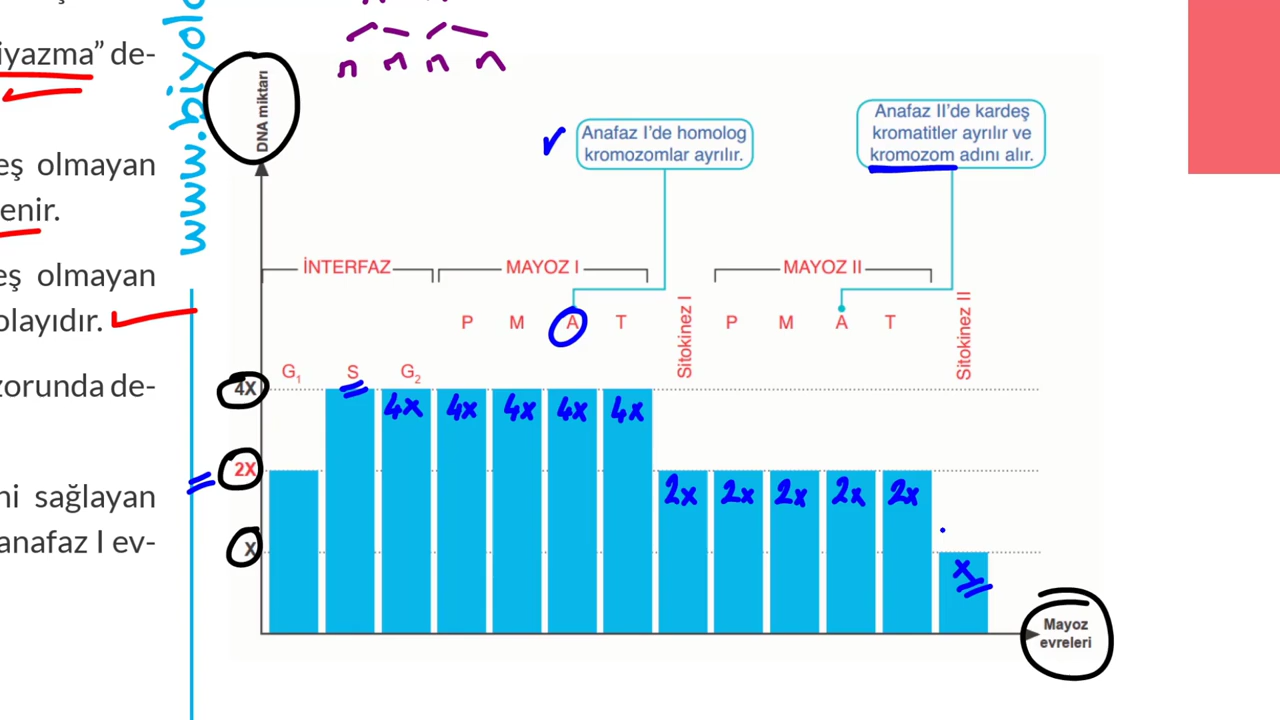 iyazma” de-
eş olmayan
enir.
eş olmayan
olayıdır.
zorunda de-
ni sağlayan
anafaz I ev-
www.biyolo
n n n n
DNA miktarı
Anafaz I’de homolog
kromozomlar ayrılır.
Anafaz II’de kardeş
kromatitler ayrılır ve
kromozom adını alır.
İNTERFAZ MAYOZ I MAYOZ II
P M A T Sitokinez I P M A T Sitokinez II
G₁ S G₂
4X
4x 4x 4x 4x 4x
2X
2x 2x 2x 2x 2x
X
x
Mayoz
evreleri